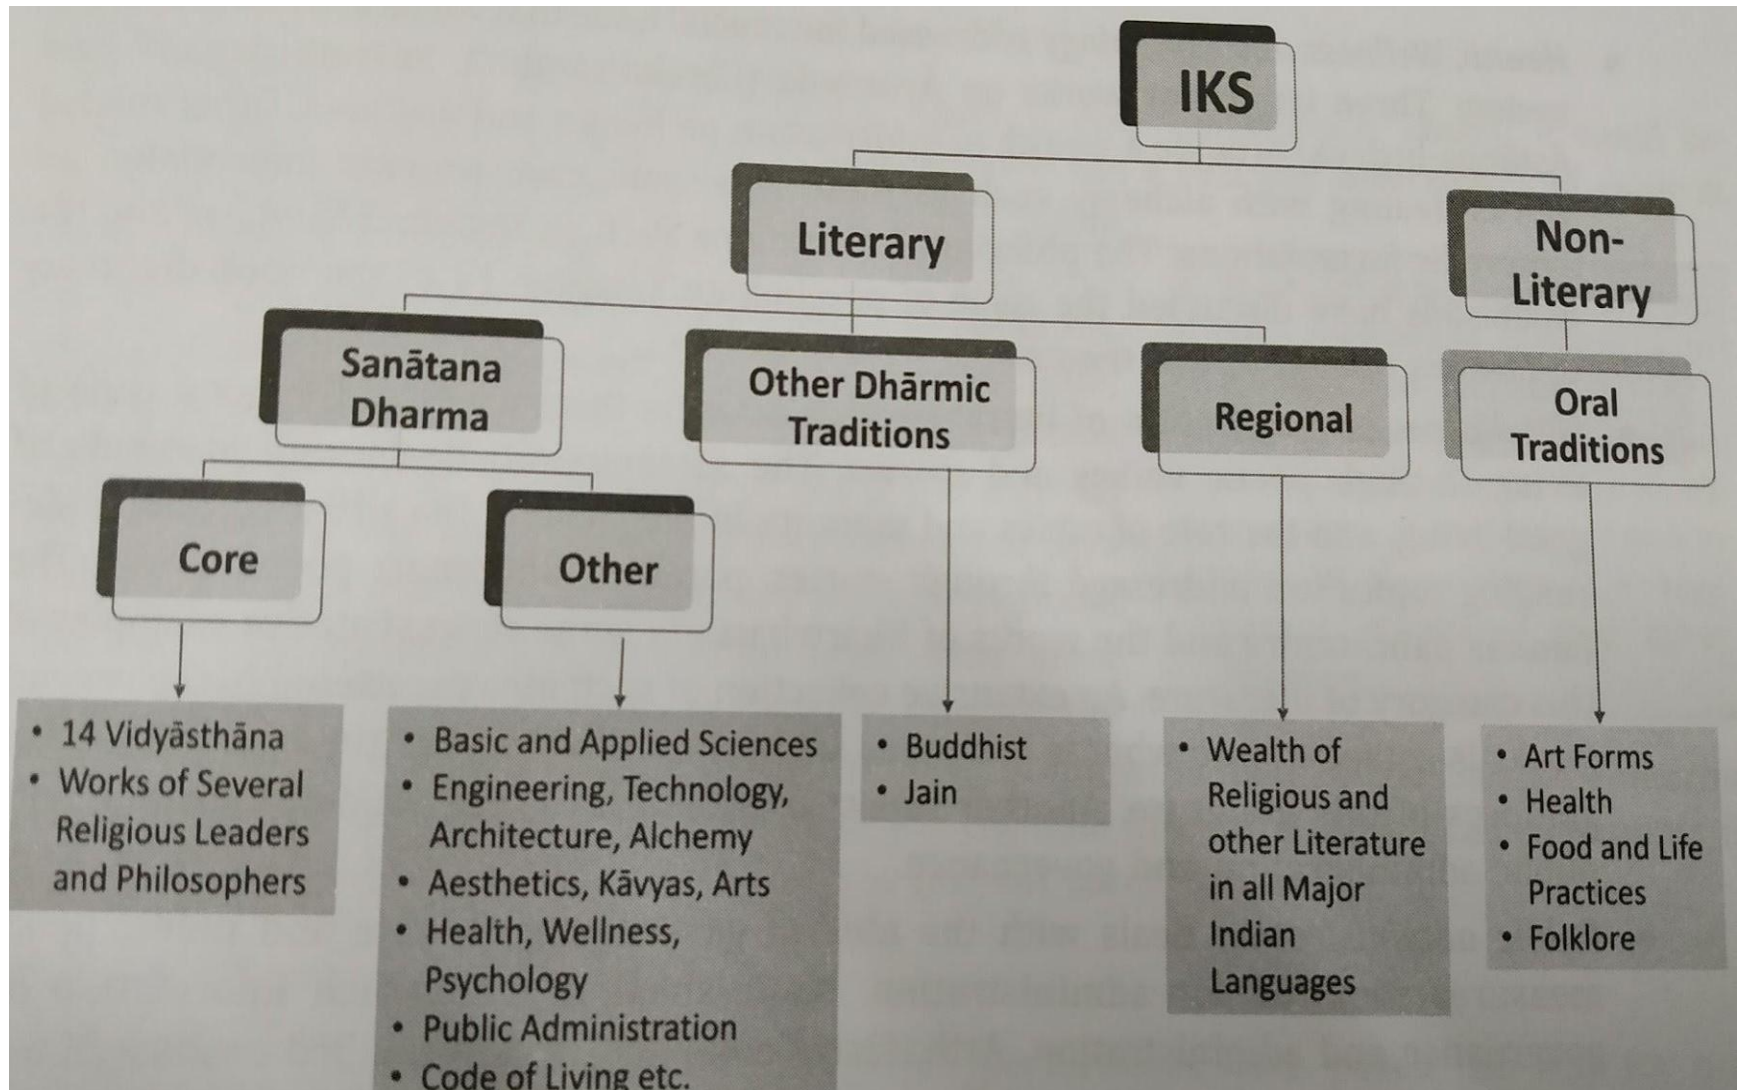 IKS
Literary
Non-
Literary
Sanātana
Dharma
Other Dhārmic
Traditions
Regional
Oral
Traditions
Core
Other
• 14 Vidyāsthāna
• Works of Several
Religious Leaders
and Philosophers
• Basic and Applied Sciences
• Engineering, Technology,
Architecture, Alchemy
• Aesthetics, Kāvyas, Arts
• Health, Wellness,
Psychology
• Public Administration
• Code of Living etc.
• Buddhist
• Jain
• Wealth of
Religious and
other Literature
in all Major
Indian
Languages
• Art Forms
• Health
• Food and Life
Practices
• Folklore